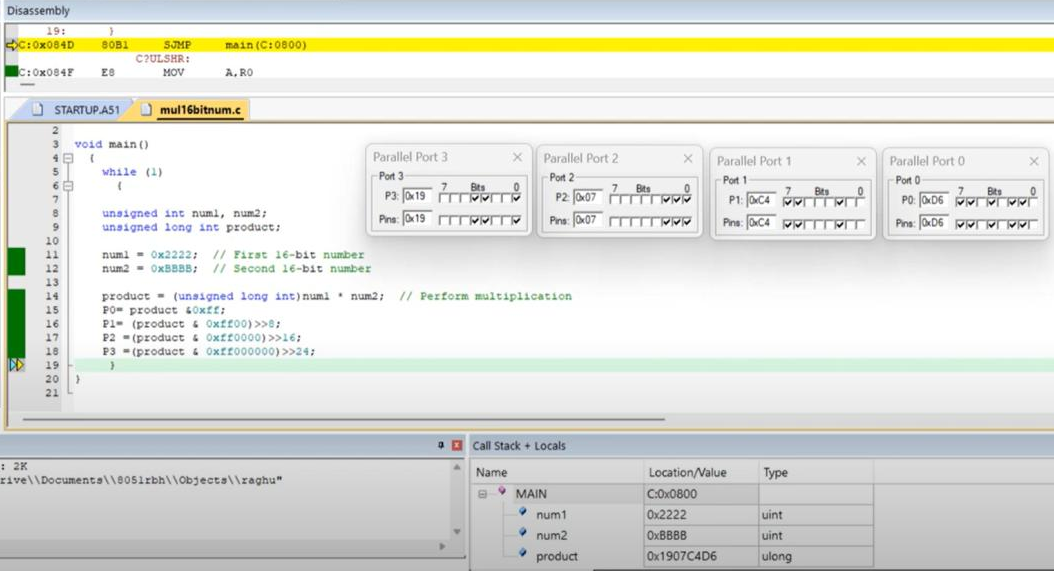 Disassembly
19: }
C:0x084D 80B1 SJMP main(C:0800)
C?ULSHR:
C:0x084F E8 MOV A,R0
STARTUP.A51 mul16bitnum.c
2
3 void main()
4 {
5 while (1)
6 {
7
8 unsigned int num1, num2;
9 unsigned long int product;
10
11 num1 = 0x2222; // First 16-bit number
12 num2 = 0xBBBB; // Second 16-bit number
13
14 product = (unsigned long int)num1 * num2; // Perform multiplication
15 P0= product &0xff;
16 P1= (product & 0xff00)>>8;
17 P2 =(product & 0xff0000)>>16;
18 P3 =(product & 0xff000000)>>24;
19 }
20 }
21
Parallel Port 3
Port 3
7 Bits 0
P3: 0x19
Pins: 0x19
Parallel Port 2
Port 2
7 Bits 0
P2: 0x07
Pins: 0x07
Parallel Port 1
Port 1
7 Bits 0
P1: 0xC4
Pins: 0xC4
Parallel Port 0
Port 0
7 Bits 0
P0: 0xD6
Pins: 0xD6
: 2K
rive\\Documents\\8051rbh\\Objects\\raghu"
Call Stack + Locals
Name Location/Value Type
MAIN C:0x0800
num1 0x2222 uint
num2 0xBBBB uint
product 0x1907C4D6 ulong